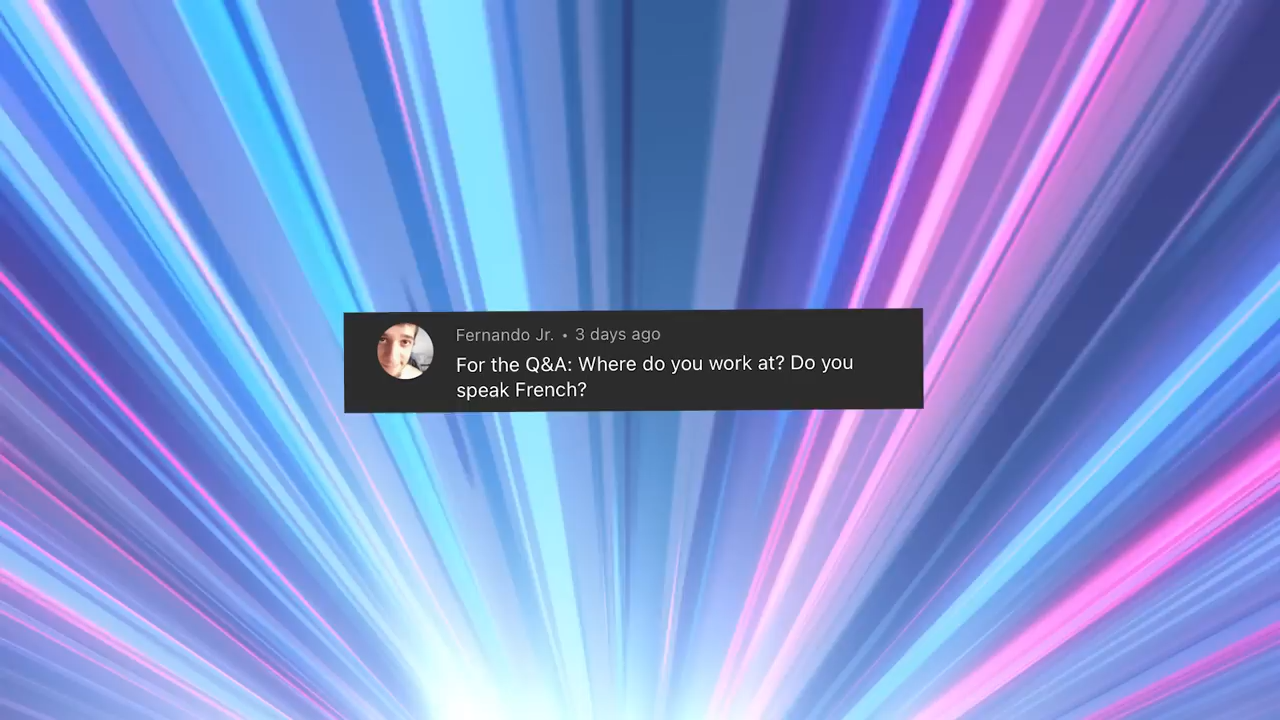 Fernando Jr. • 3 days ago
For the Q&A: Where do you work at? Do you
speak French?